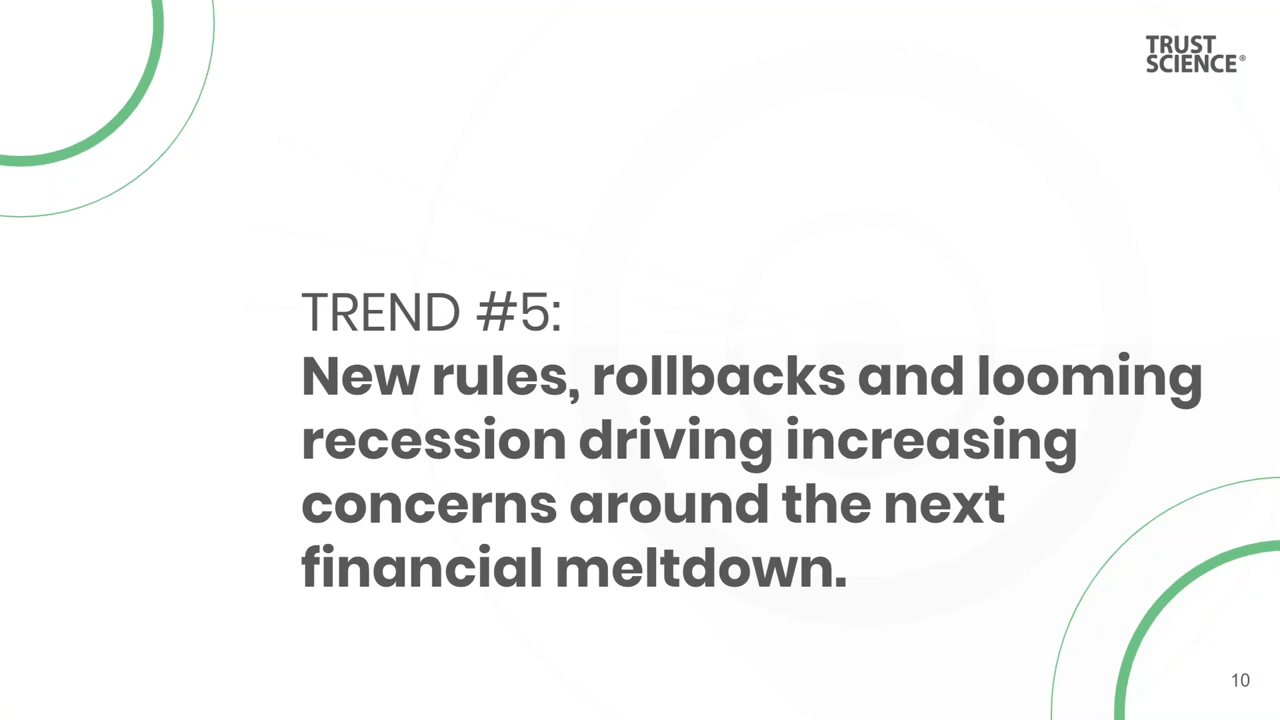 TRUST
SCIENCE®
TREND #5:
New rules, rollbacks and looming
recession driving increasing
concerns around the next
financial meltdown.
10